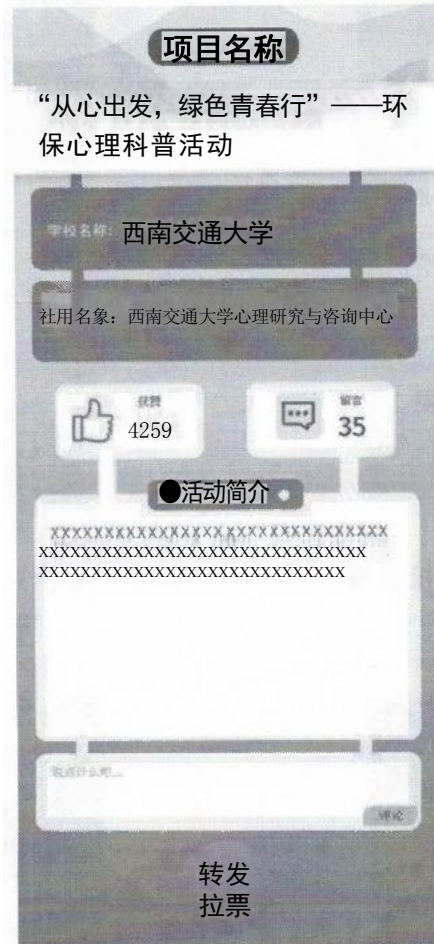 项目名称
“从心出发，绿色青春行”——环
保心理科普活动
学校名称：西南交通大学
社用名象：西南交通大学心理研究与咨询中心
获赞
4259
留言
35
●活动简介
XXXXXXXXXXXXXXXXXXXXXXXXXXXXXXX
XXXXXXXXXXXXXXXXXXXXXXXXXXXXXXX
XXXXXXXXXXXXXXXXXXXXXXXXXXXXX
说点什么吧...
评论
转发
拉票